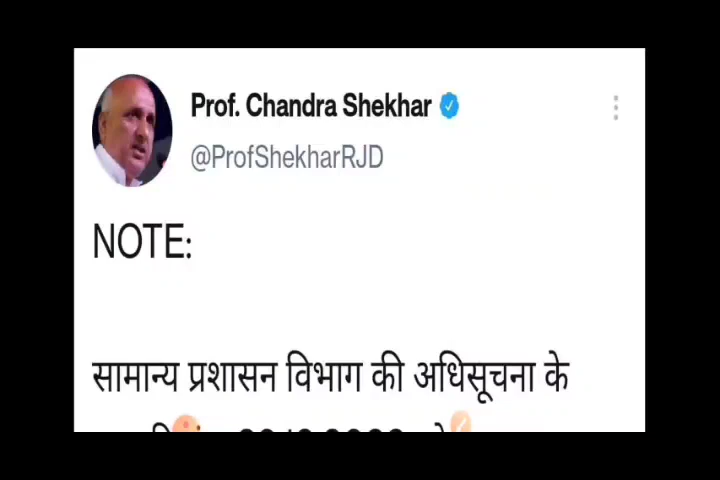 Prof. Chandra Shekhar
@ProfShekharRJD
NOTE:
सामान्य प्रशासन विभाग की अधिसूचना के